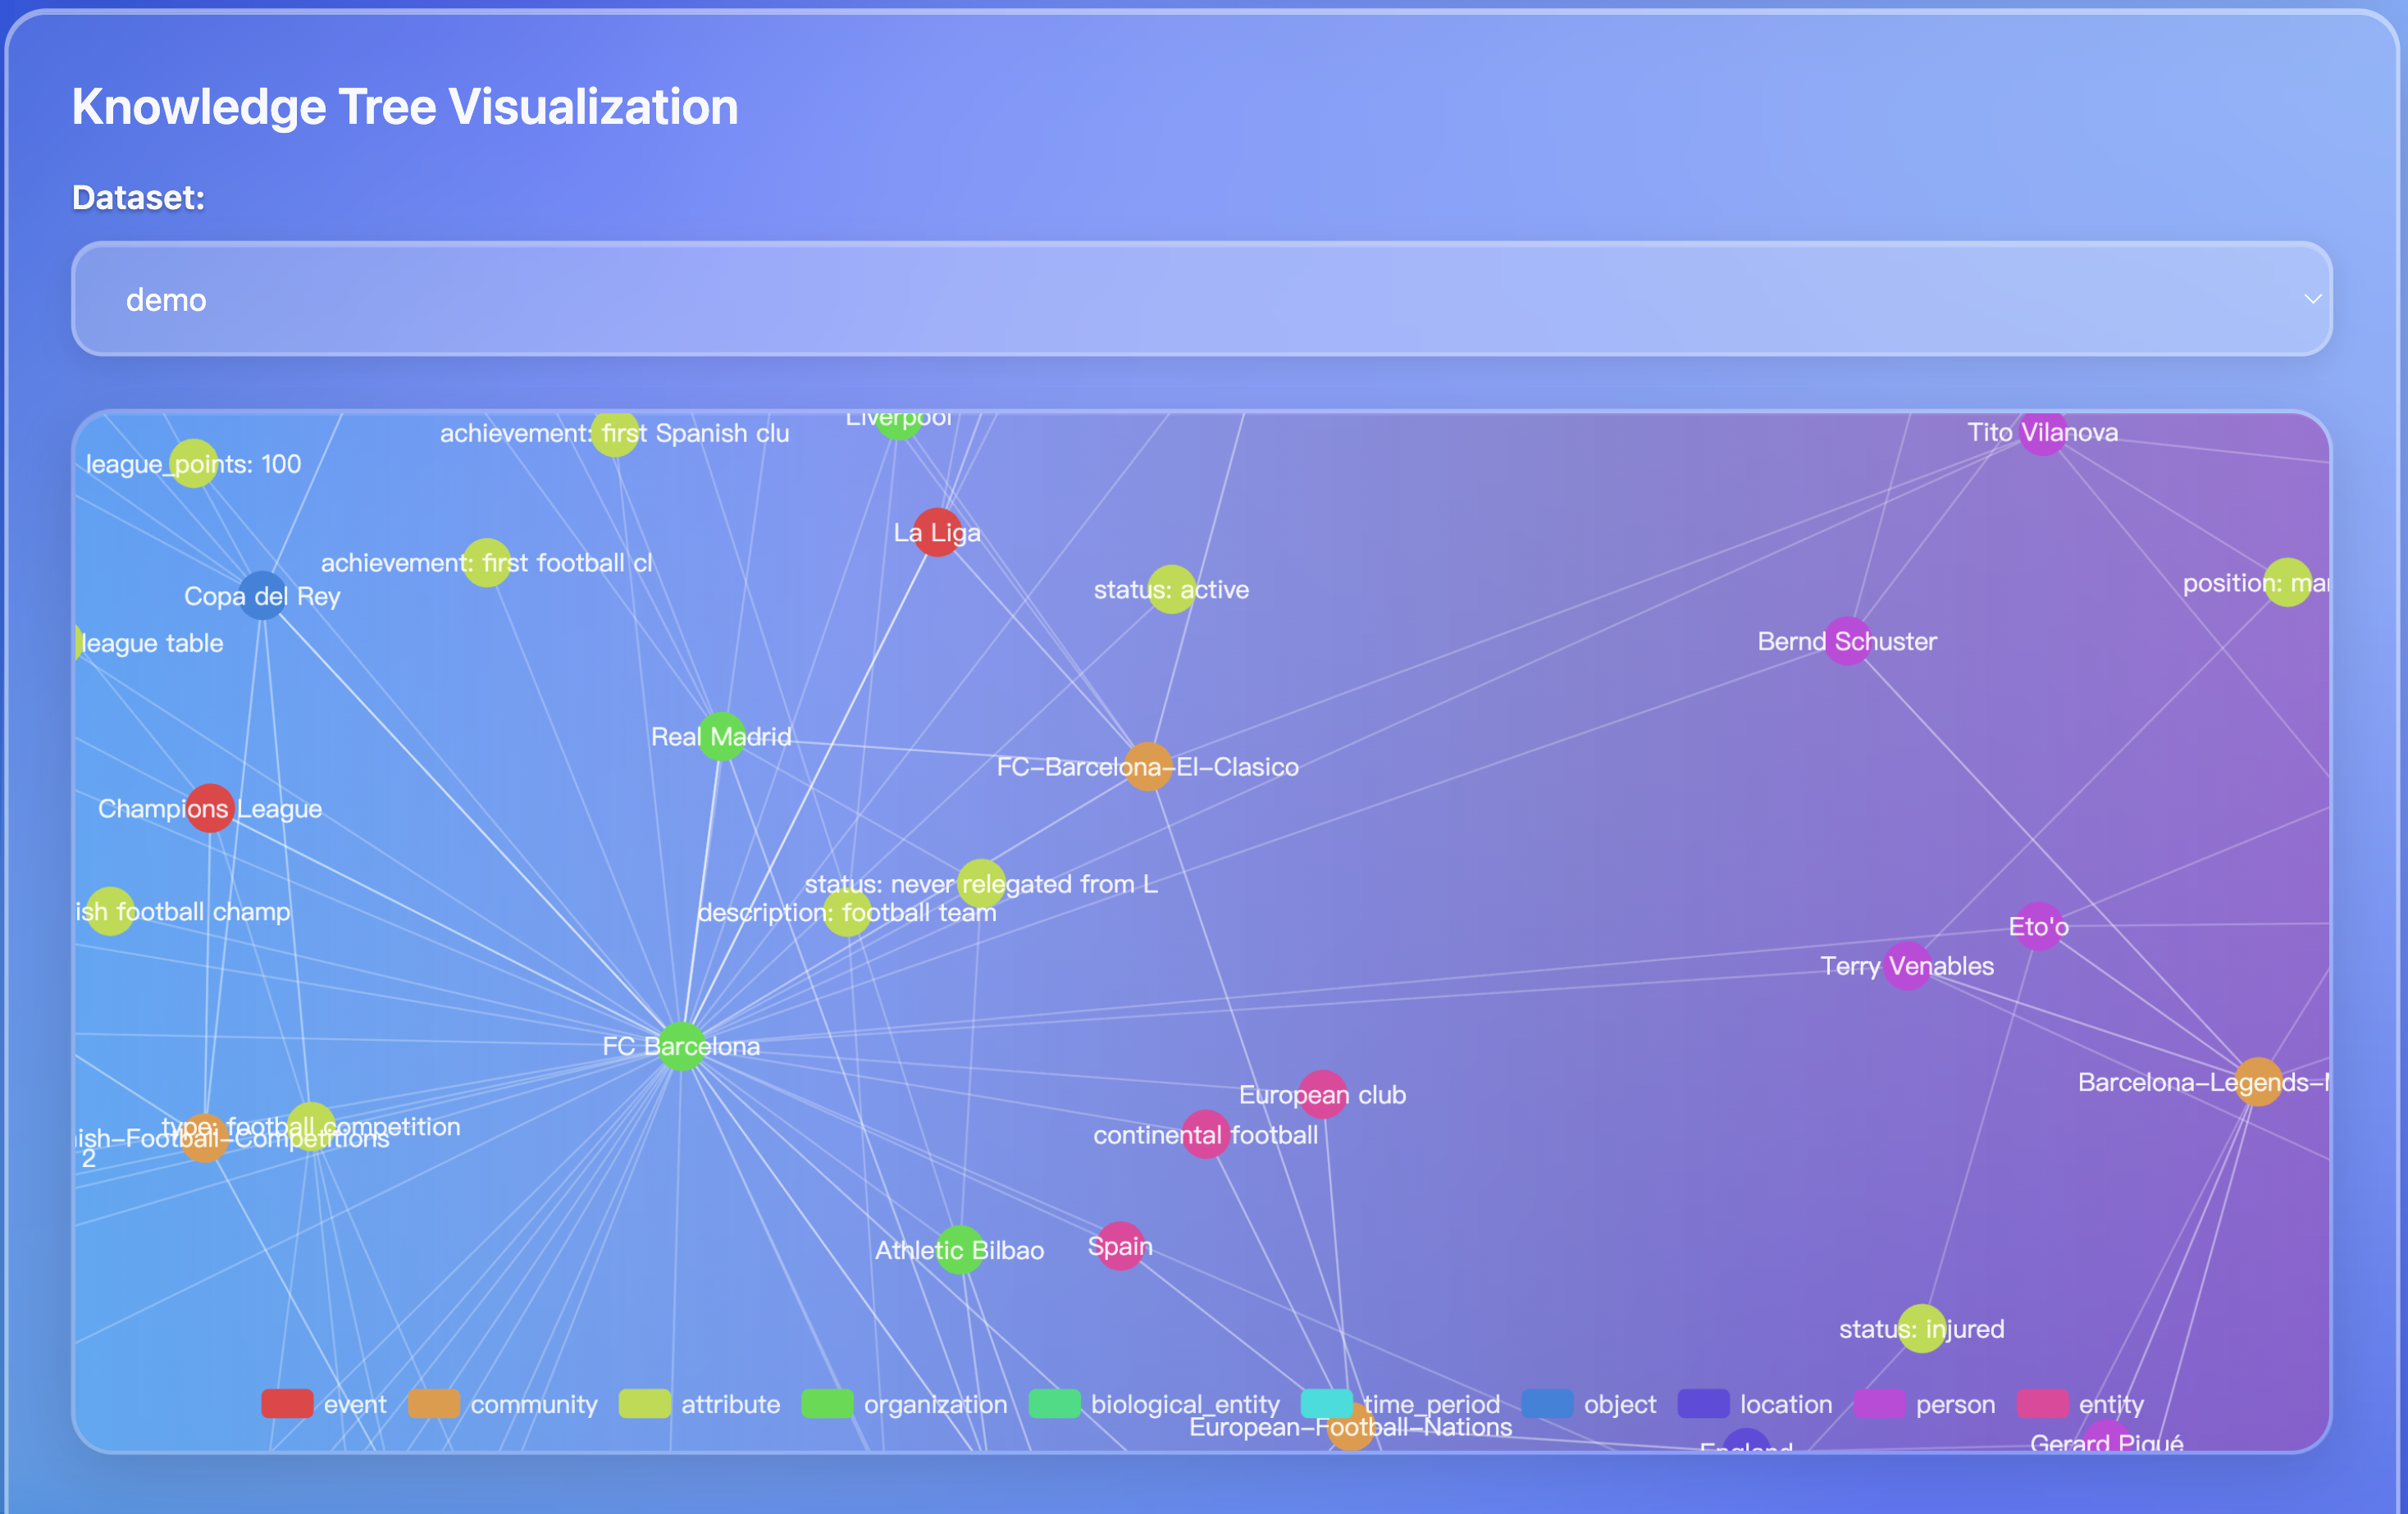 Knowledge Tree Visualization
Dataset:
demo
Liverpool
achievement: first Spanish clu
Tito Vilanova
league_points: 100
La Liga
achievement: first football cl
status: active
position: mar
Copa del Rey
league table
Bernd Schuster
Real Madrid
FC-Barcelona-El-Clasico
Champions League
status: never relegated from L
ish football champ
description: football team
Eto'o
Terry Venables
FC Barcelona
Barcelona-Legends-M
European club
type: football competition
continental football
ish-Football-Competitions
2
Athletic Bilbao
Spain
status: injured
event community attribute organization biological_entity time_period object location person entity
European-Football-Nations
England
Gerard Piqué